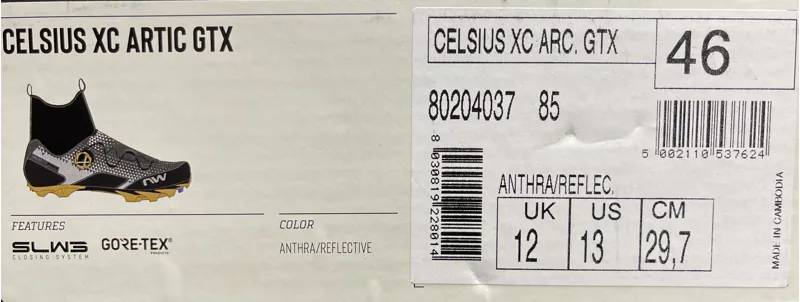 CELSIUS XC ARTIC GTX
FEATURES
SLW3
CLOSING SYSTEM
GORE-TEX®
PRODUCTS
COLOR
ANTHRA/REFLECTIVE
CELSIUS XC ARC. GTX
46
80204037 85
5 002110 537624
8 030819 228014
ANTHRA/REFLEC.
UK US CM
12 13 29,7
MADE IN CAMBODIA